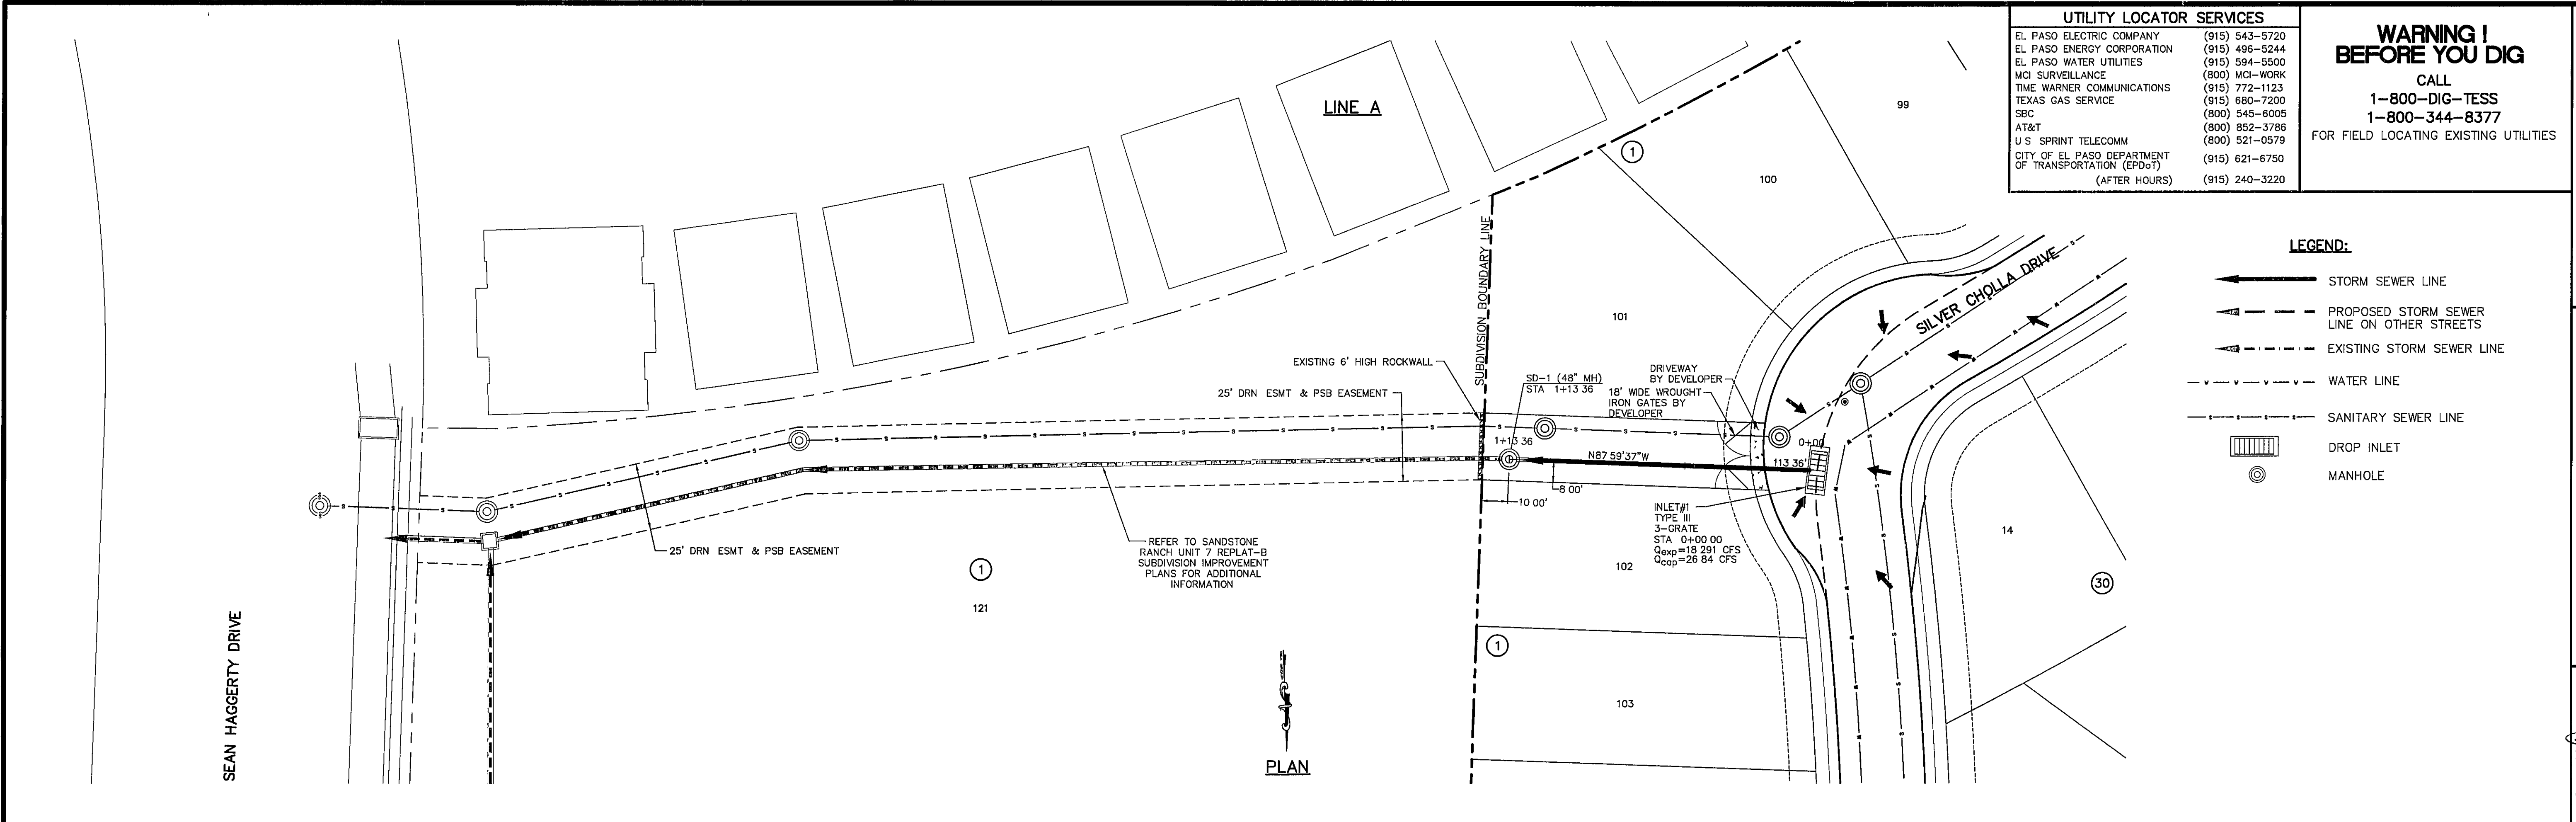 UTILITY LOCATOR SERVICES
EL PASO ELECTRIC COMPANY (915) 543-5720
EL PASO ENERGY CORPORATION (915) 496-5244
EL PASO WATER UTILITIES (915) 594-5500
MCI SURVEILLANCE (800) MCI-WORK
TIME WARNER COMMUNICATIONS (915) 772-1123
TEXAS GAS SERVICE (915) 680-7200
SBC (800) 545-6005
AT&T (800) 852-3786
U S SPRINT TELECOMM (800) 521-0579
CITY OF EL PASO DEPARTMENT
OF TRANSPORTATION (EPDoT) (915) 621-6750
(AFTER HOURS) (915) 240-3220
WARNING !
BEFORE YOU DIG
CALL
1-800-DIG-TESS
1-800-344-8377
FOR FIELD LOCATING EXISTING UTILITIES
LEGEND:
STORM SEWER LINE
PROPOSED STORM SEWER
LINE ON OTHER STREETS
EXISTING STORM SEWER LINE
WATER LINE
SANITARY SEWER LINE
DROP INLET
MANHOLE
LINE A
99
1
100
101
SUBDIVISION BOUNDARY LINE
SILVER CHOLLA DRIVE
EXISTING 6' HIGH ROCKWALL
25' DRN ESMT & PSB EASEMENT
SD-1 (48" MH)
STA 1+13 36
DRIVEWAY
BY DEVELOPER
18' WIDE WROUGHT
IRON GATES BY
DEVELOPER
1+13 36
N87 59'37"W
113 36'
0+00
8 00'
10 00'
INLET#1
TYPE III
3-GRATE
STA 0+00 00
Qexp=18 291 CFS
Qcap=26 84 CFS
25' DRN ESMT & PSB EASEMENT
REFER TO SANDSTONE
RANCH UNIT 7 REPLAT-B
SUBDIVISION IMPROVEMENT
PLANS FOR ADDITIONAL
INFORMATION
1
121
102
1
103
14
30
SEAN HAGGERTY DRIVE
PLAN